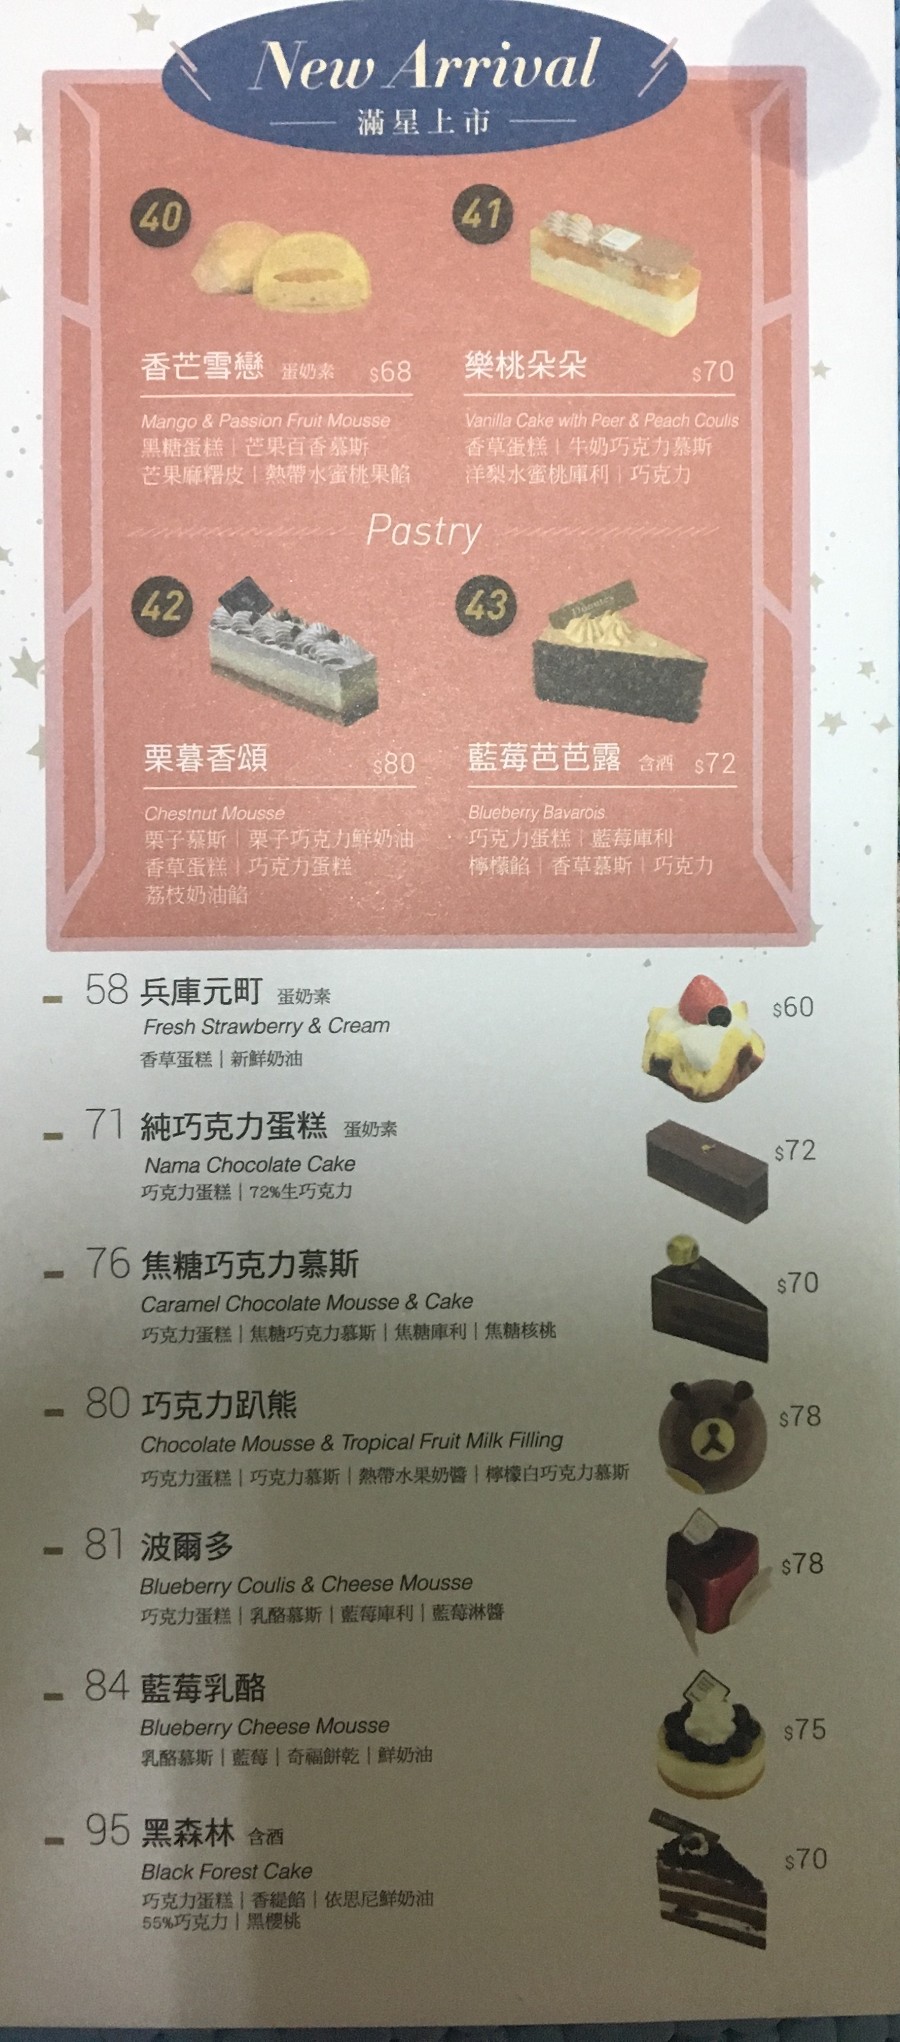 New Arrival
滿星上市
40
香芒雪戀 蛋奶素 $68
Mango & Passion Fruit Mousse
黑糖蛋糕｜芒果百香慕斯
芒果麻糬皮｜熱帶水蜜桃果餡
41
樂桃朵朵 $70
Vanilla Cake with Peer & Peach Coulis
香草蛋糕｜牛奶巧克力慕斯
洋梨水蜜桃庫利｜巧克力
Pastry
42
栗暮香頌 $80
Chestnut Mousse
栗子慕斯｜栗子巧克力鮮奶油
香草蛋糕｜巧克力蛋糕
荔枝奶油餡
43
藍莓芭芭露 含酒 $72
Blueberry Bavarois
巧克力蛋糕｜藍莓庫利
檸檬餡｜香草慕斯｜巧克力
58 兵庫元町 蛋奶素 $60
Fresh Strawberry & Cream
香草蛋糕｜新鮮奶油
71 純巧克力蛋糕 蛋奶素 $72
Nama Chocolate Cake
巧克力蛋糕｜72%生巧克力
76 焦糖巧克力慕斯 $70
Caramel Chocolate Mousse & Cake
巧克力蛋糕｜焦糖巧克力慕斯｜焦糖庫利｜焦糖核桃
80 巧克力趴熊 $78
Chocolate Mousse & Tropical Fruit Milk Filling
巧克力蛋糕｜巧克力慕斯｜熱帶水果奶醬｜檸檬白巧克力慕斯
81 波爾多 $78
Blueberry Coulis & Cheese Mousse
巧克力蛋糕｜乳酪慕斯｜藍莓庫利｜藍莓淋醬
84 藍莓乳酪 $75
Blueberry Cheese Mousse
乳酪慕斯｜藍莓｜奇福餅乾｜鮮奶油
95 黑森林 含酒 $70
Black Forest Cake
巧克力蛋糕｜香緹餡｜依思尼鮮奶油
55%巧克力｜黑櫻桃